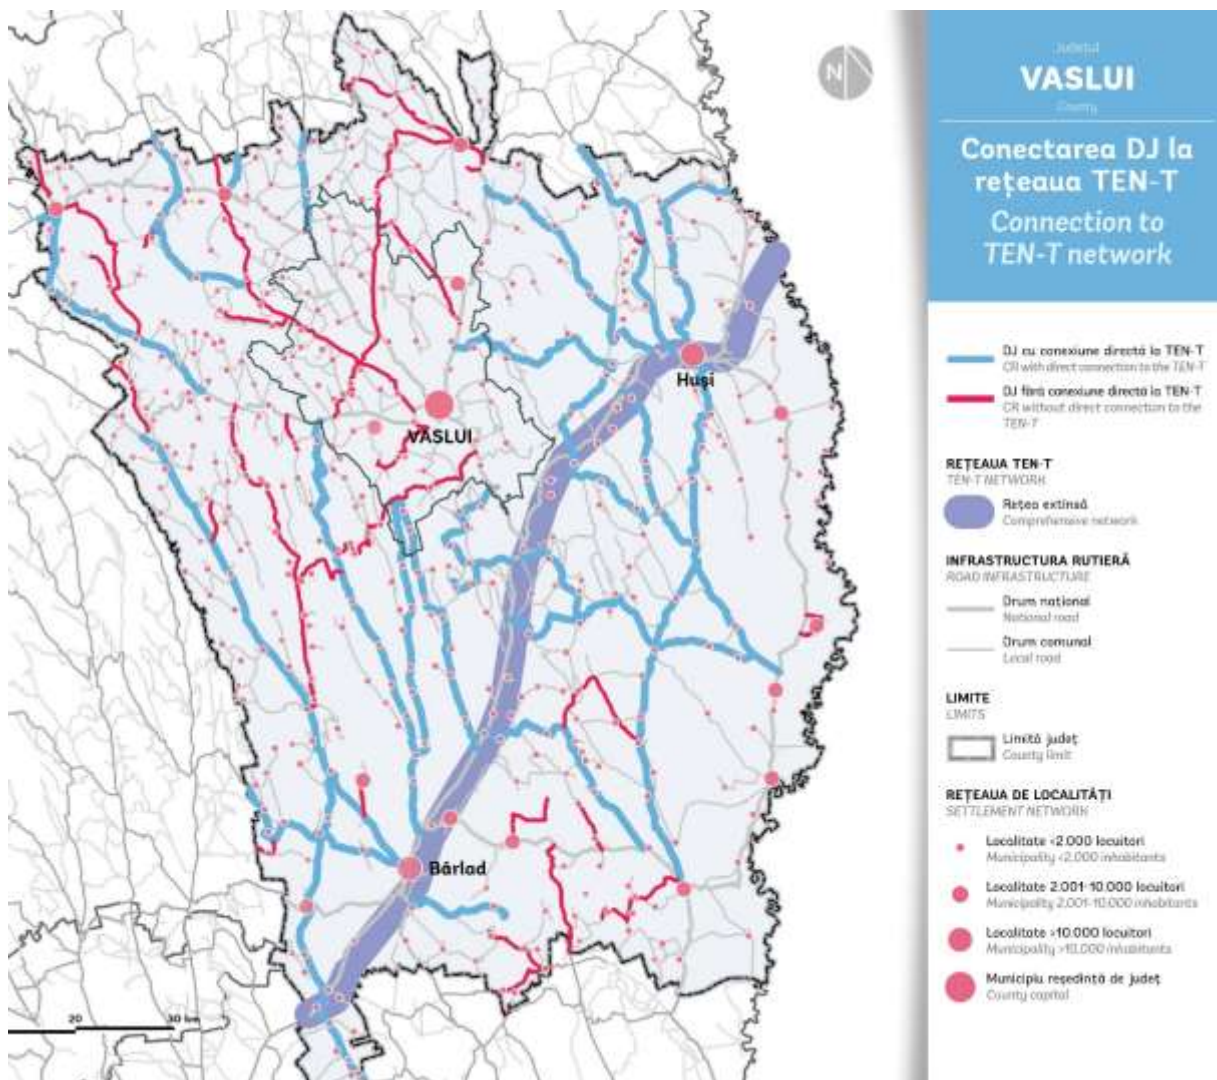 N
VASLUI
Huși
Bârlad
20
30 km
Județul
VASLUI
County
Conectarea DJ la
rețeaua TEN-T
Connection to
TEN-T network
DJ cu conexiune directă la TEN-T
CR with direct connection to the TEN-T
DJ fără conexiune directă la TEN-T
CR without direct connection to the
TEN-T
REȚEAUA TEN-T
TEN-T NETWORK
Rețea extinsă
Comprehensive network
INFRASTRUCTURA RUTIERĂ
ROAD INFRASTRUCTURE
Drum național
National road
Drum comunal
Local road
LIMITE
LIMITS
Limită județ
County limit
REȚEAUA DE LOCALITĂȚI
SETTLEMENT NETWORK
Localitate <2.000 locuitori
Municipality <2.000 inhabitants
Localitate 2.001-10.000 locuitori
Municipality 2.001-10.000 inhabitants
Localitate >10.000 locuitori
Municipality >10.000 inhabitants
Municipiu reședință de județ
County capital